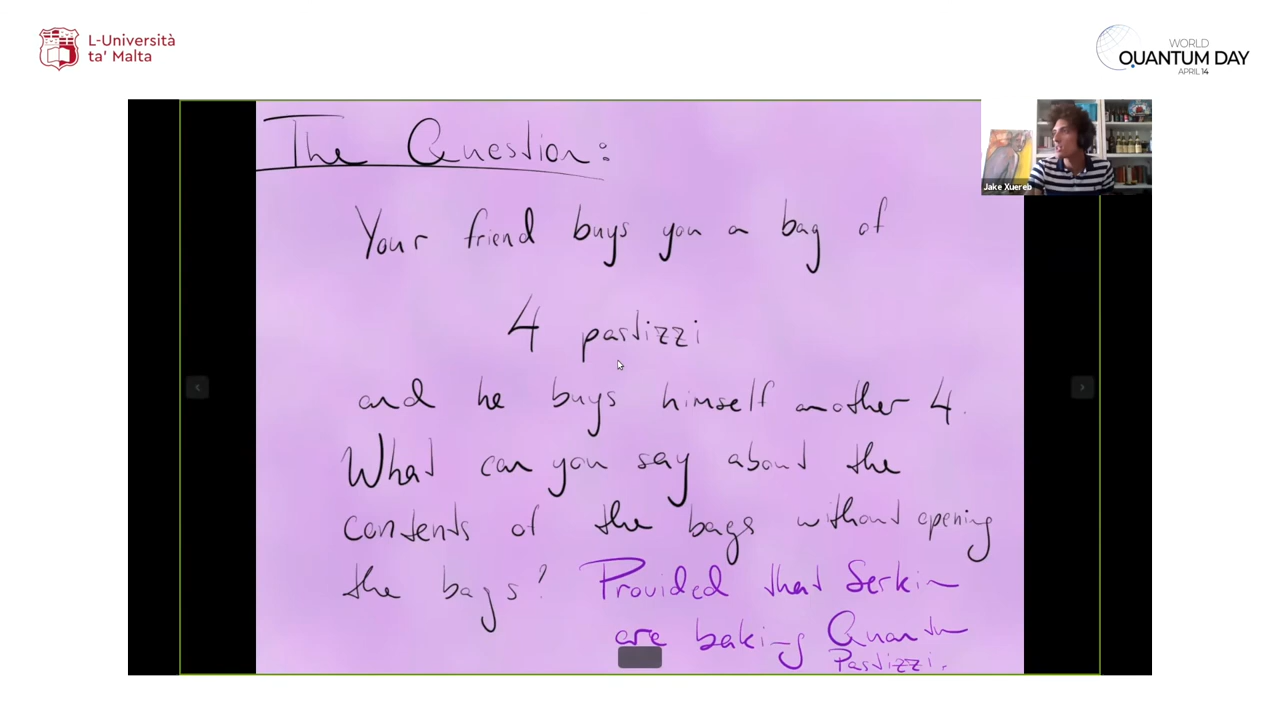 L-Università
ta' Malta
WORLD
QUANTUM DAY
APRIL 14
The Question:
Jake Xuereb
Your friend buys you a bag of
4 pastizzi
and he buys himself another 4.
What can you say about the
contents of the bags without opening
the bags? Provided that Serkin
are baking Quantum
Pastizzi.